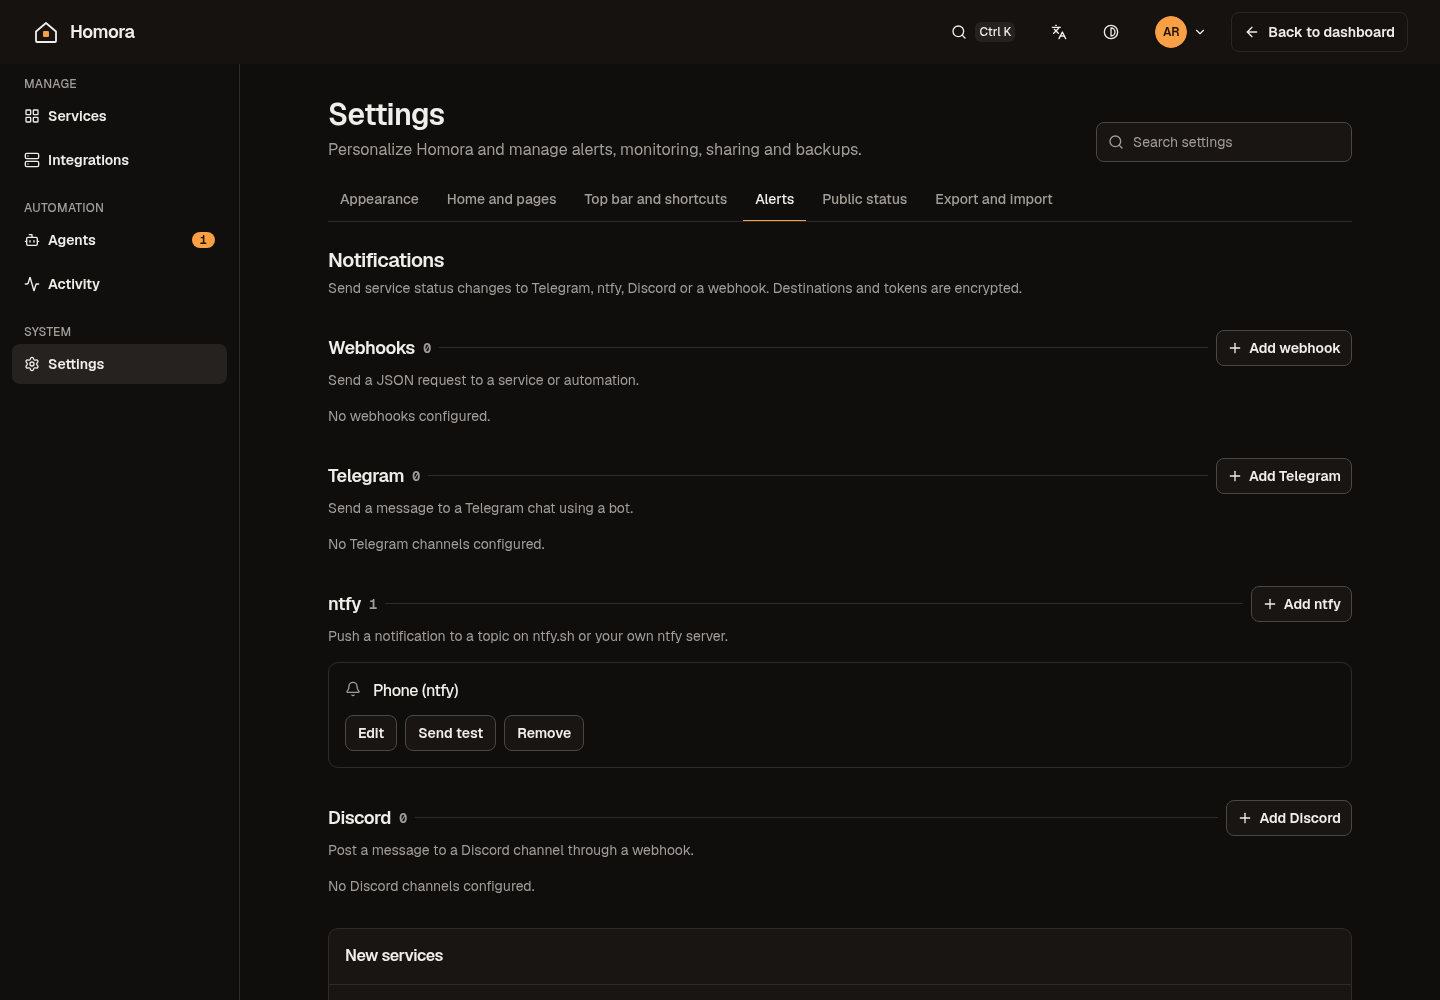 Homora
Ctrl K
AR
Back to dashboard
MANAGE
Services
Integrations
AUTOMATION
Agents 1
Activity
SYSTEM
Settings
Settings
Personalize Homora and manage alerts, monitoring, sharing and backups.
Search settings
Appearance Home and pages Top bar and shortcuts Alerts Public status Export and import
Notifications
Send service status changes to Telegram, ntfy, Discord or a webhook. Destinations and tokens are encrypted.
Webhooks 0 Add webhook
Send a JSON request to a service or automation.
No webhooks configured.
Telegram 0 Add Telegram
Send a message to a Telegram chat using a bot.
No Telegram channels configured.
ntfy 1 Add ntfy
Push a notification to a topic on ntfy.sh or your own ntfy server.
Phone (ntfy)
Edit Send test Remove
Discord 0 Add Discord
Post a message to a Discord channel through a webhook.
No Discord channels configured.
New services